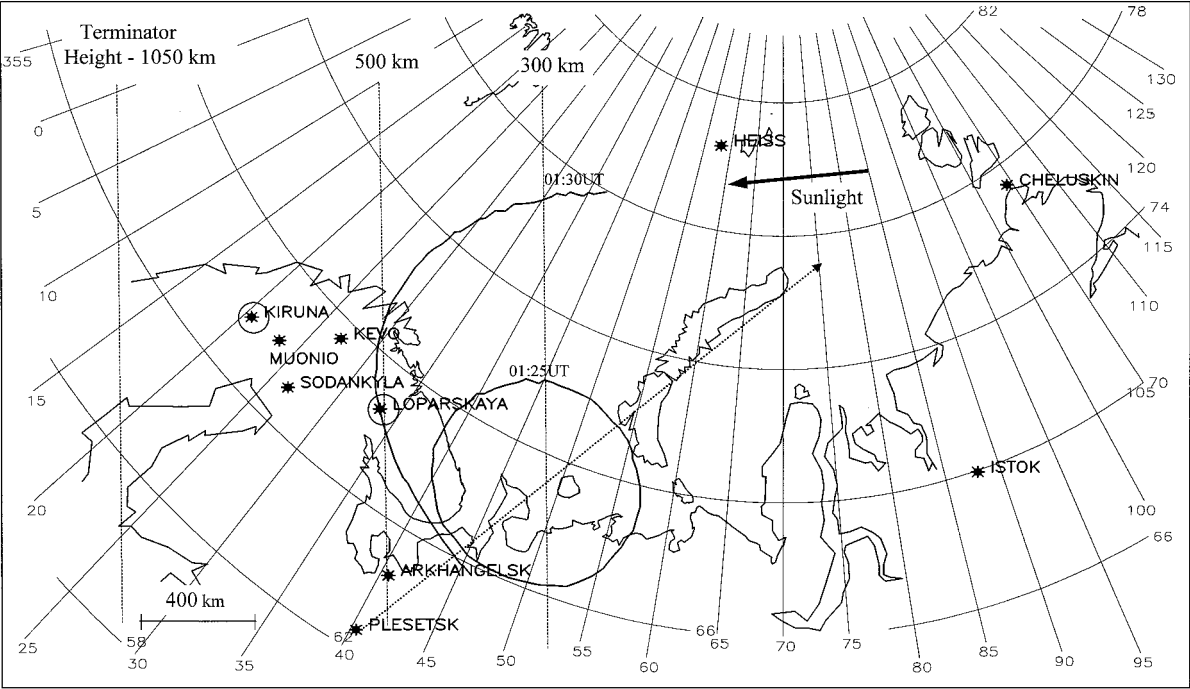 Terminator
Height - 1050 km
500 km
300 km
82
78
355
130
125
0
HEISS
120
CHELUSKIN
01:30UT
Sunlight
74
5
115
10
110
KIRUNA
KEVO
MUONIO
01:25UT
SODANKYLA
70
105
15
LOPARSKAYA
ISTOK
20
100
66
ARKHANGELSK
400 km
PLESETSK
66
62
58
25
30
35
40
45
50
55
60
65
70
75
80
85
90
95